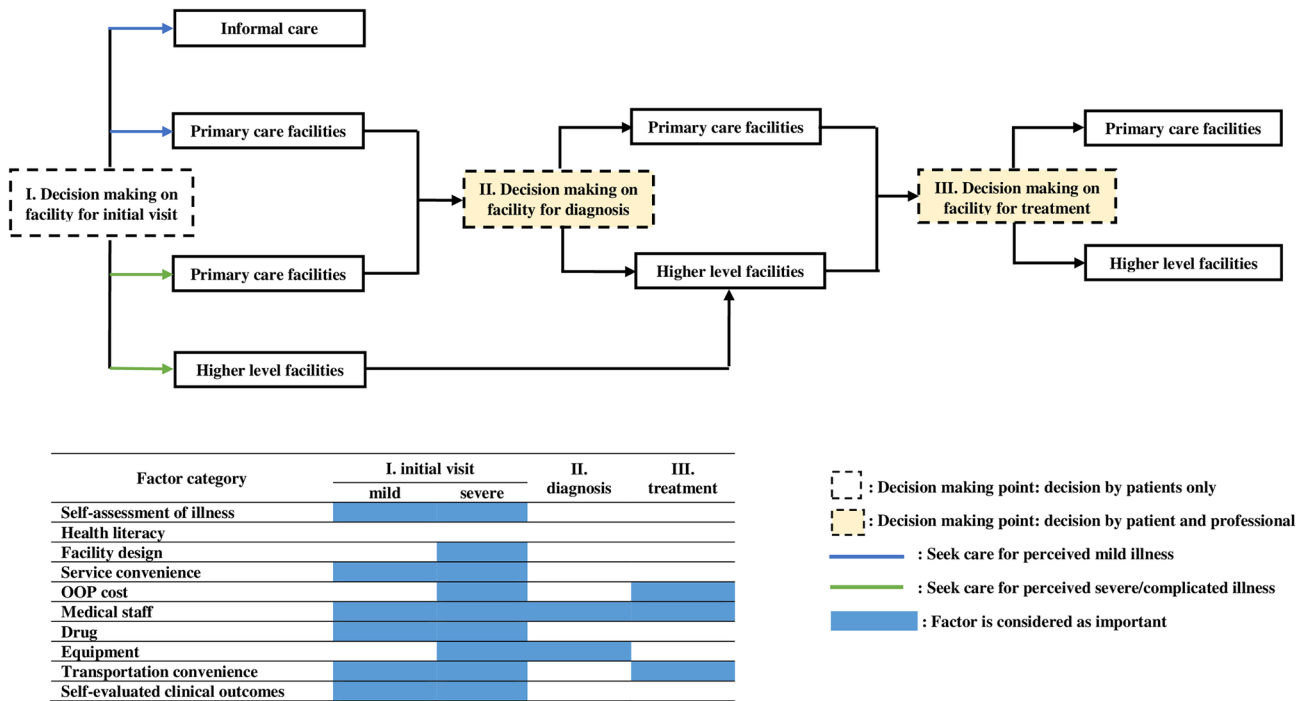 Informal care
Primary care facilities
Primary care facilities
Primary care facilities
I. Decision making on
facility for initial visit
II. Decision making on
facility for diagnosis
III. Decision making on
facility for treatment
Primary care facilities
Higher level facilities
Higher level facilities
Higher level facilities
Factor category
I. initial visit
mild
severe
II.
diagnosis
III.
treatment
Self-assessment of illness
Health literacy
Facility design
Service convenience
OOP cost
Medical staff
Drug
Equipment
Transportation convenience
Self-evaluated clinical outcomes
: Decision making point: decision by patients only
: Decision making point: decision by patient and professional
: Seek care for perceived mild illness
: Seek care for perceived severe/complicated illness
: Factor is considered as important